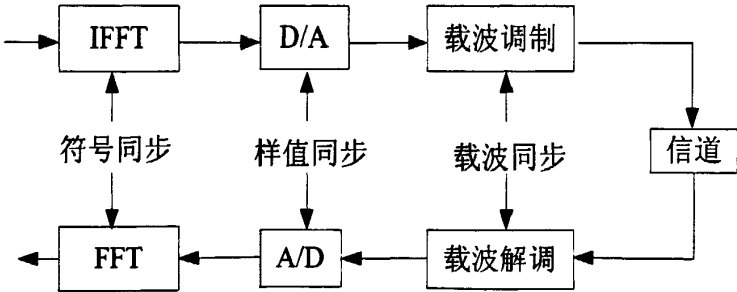 IFFT
D/A
载波调制
符号同步
样值同步
载波同步
信道
FFT
A/D
载波解调